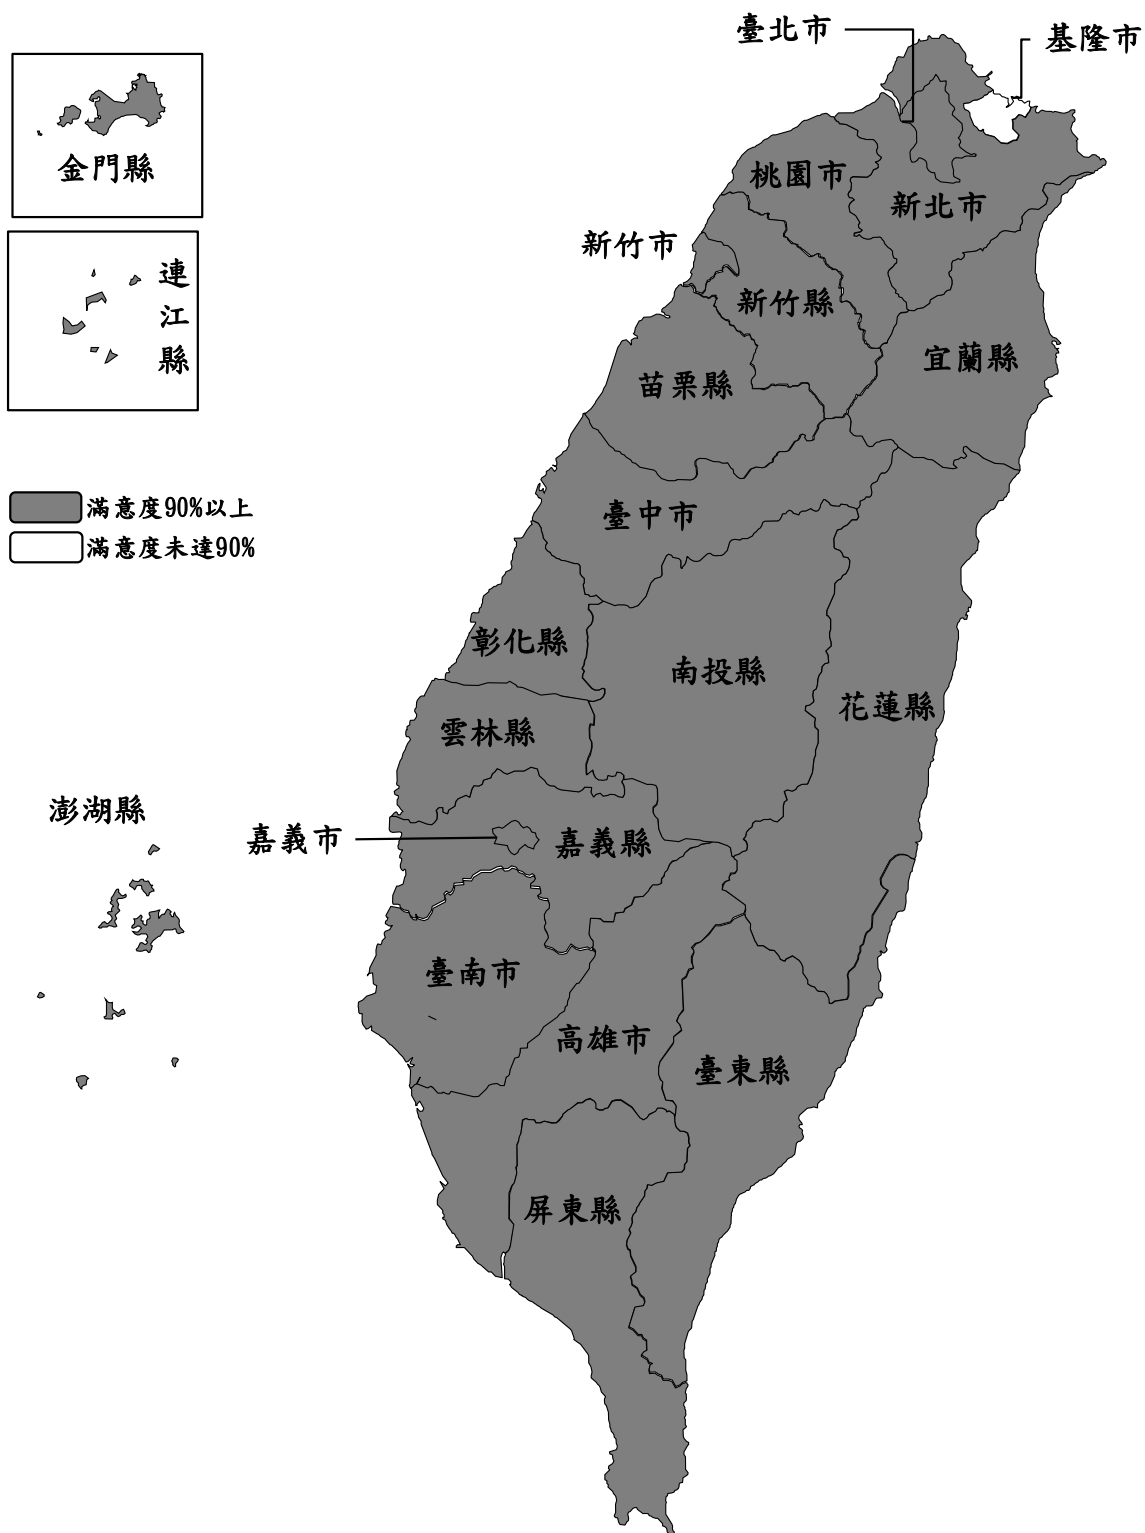 臺北市
基隆市
金門縣
桃園市
新北市
新竹市
連江縣
新竹縣
宜蘭縣
苗栗縣
滿意度90%以上
臺中市
滿意度未達90%
彰化縣
南投縣
花蓮縣
雲林縣
澎湖縣
嘉義市
嘉義縣
臺南市
高雄市
臺東縣
屏東縣